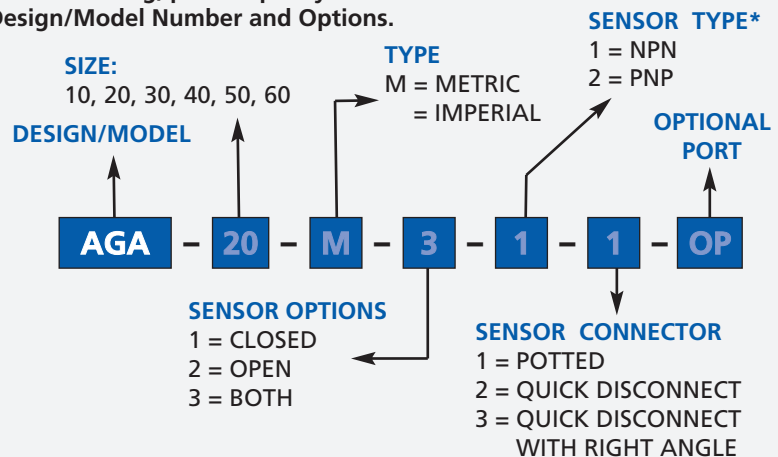 Design/Model Number and Options.
SIZE:
10, 20, 30, 40, 50, 60
DESIGN/MODEL
TYPE
M = METRIC
= IMPERIAL
SENSOR TYPE*
1 = NPN
2 = PNP
OPTIONAL
PORT
AGA - 20 - M - 3 - 1 - 1 - OP
SENSOR OPTIONS
1 = CLOSED
2 = OPEN
3 = BOTH
SENSOR CONNECTOR
1 = POTTED
2 = QUICK DISCONNECT
3 = QUICK DISCONNECT
WITH RIGHT ANGLE